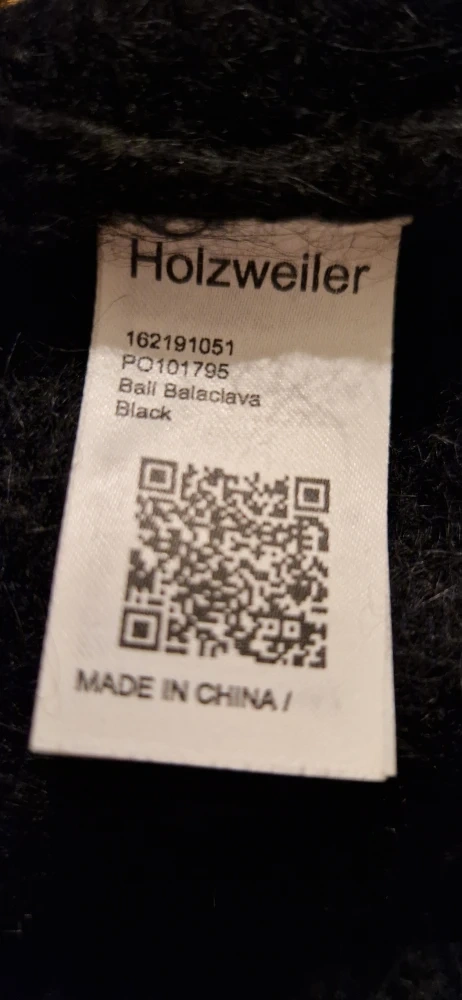 Holzweiler
162191051
PO101795
Bali Balaclava
Black
MADE IN CHINA /